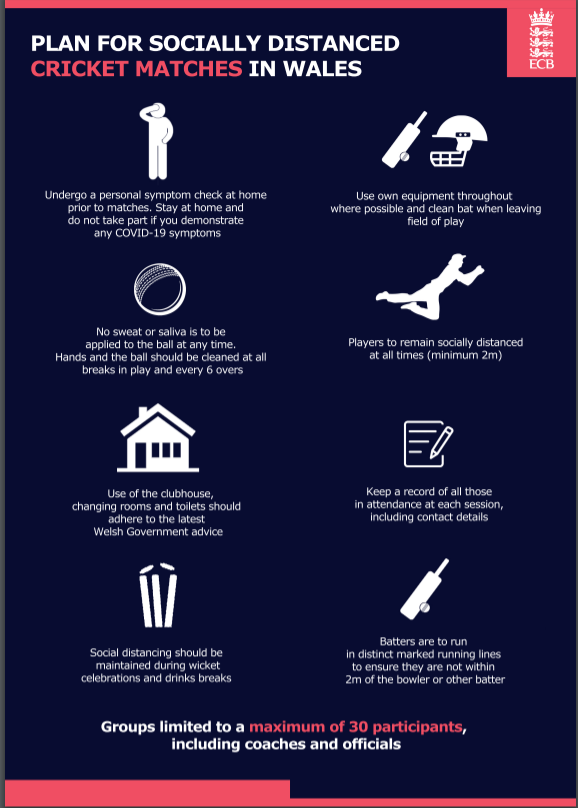 PLAN FOR SOCIALLY DISTANCED
CRICKET MATCHES IN WALES
ECB
Undergo a personal symptom check at home
prior to matches. Stay at home and
do not take part if you demonstrate
any COVID-19 symptoms
Use own equipment throughout
where possible and clean bat when leaving
field of play
No sweat or saliva is to be
applied to the ball at any time.
Hands and the ball should be cleaned at all
breaks in play and every 6 overs
Players to remain socially distanced
at all times (minimum 2m)
Use of the clubhouse,
changing rooms and toilets should
adhere to the latest
Welsh Government advice
Keep a record of all those
in attendance at each session,
including contact details
Social distancing should be
maintained during wicket
celebrations and drinks breaks
Batters are to run
in distinct marked running lines
to ensure they are not within
2m of the bowler or other batter
Groups limited to a maximum of 30 participants,
including coaches and officials